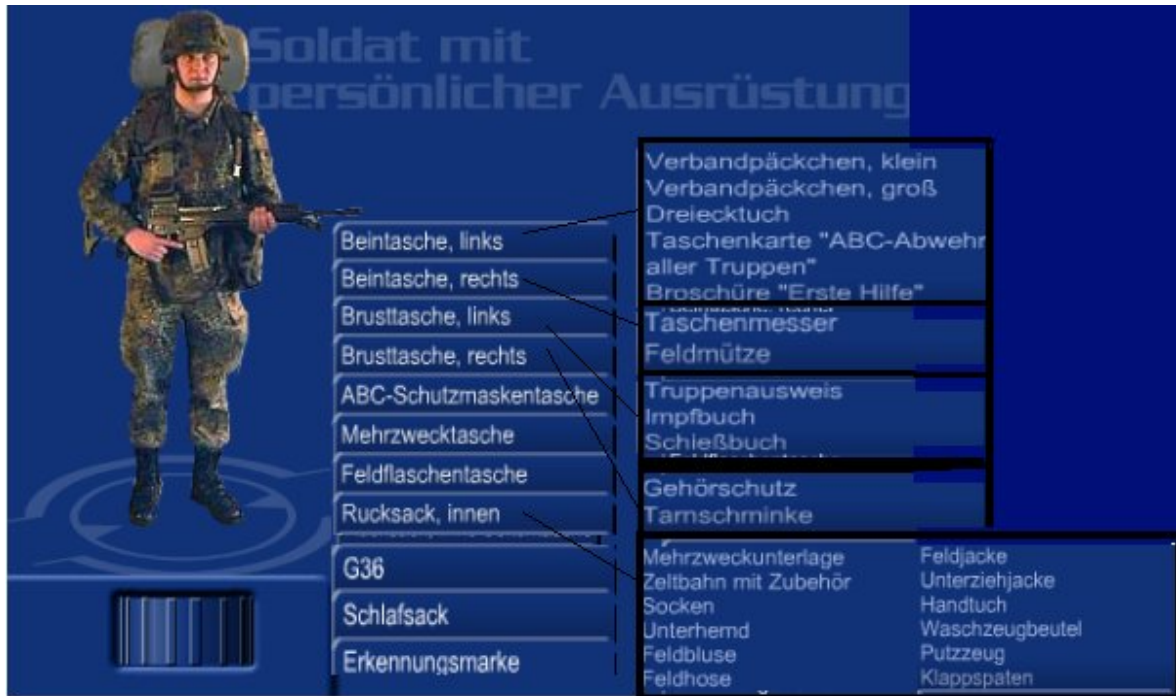 Soldat mit
persönlicher Ausrüstung
Beintasche, links
Beintasche, rechts
Brusttasche, links
Brusttasche, rechts
ABC-Schutzmaskentasche
Mehrzwecktasche
Feldflaschentasche
Rucksack, innen
G36
Schlafsack
Erkennungsmarke
Verbandpäckchen, klein
Verbandpäckchen, groß
Dreiecktuch
Taschenkarte "ABC-Abwehr
aller Truppen"
Broschüre "Erste Hilfe"
Taschenmesser
Feldmütze
Truppenausweis
Impfbuch
Schießbuch
Gehörschutz
Tarnschminke
Mehrzweckunterlage
Zeltbahn mit Zubehör
Socken
Unterhemd
Feldbluse
Feldhose
Feldjacke
Unterziehjacke
Handtuch
Waschzeugbeutel
Putzzeug
Klappspaten